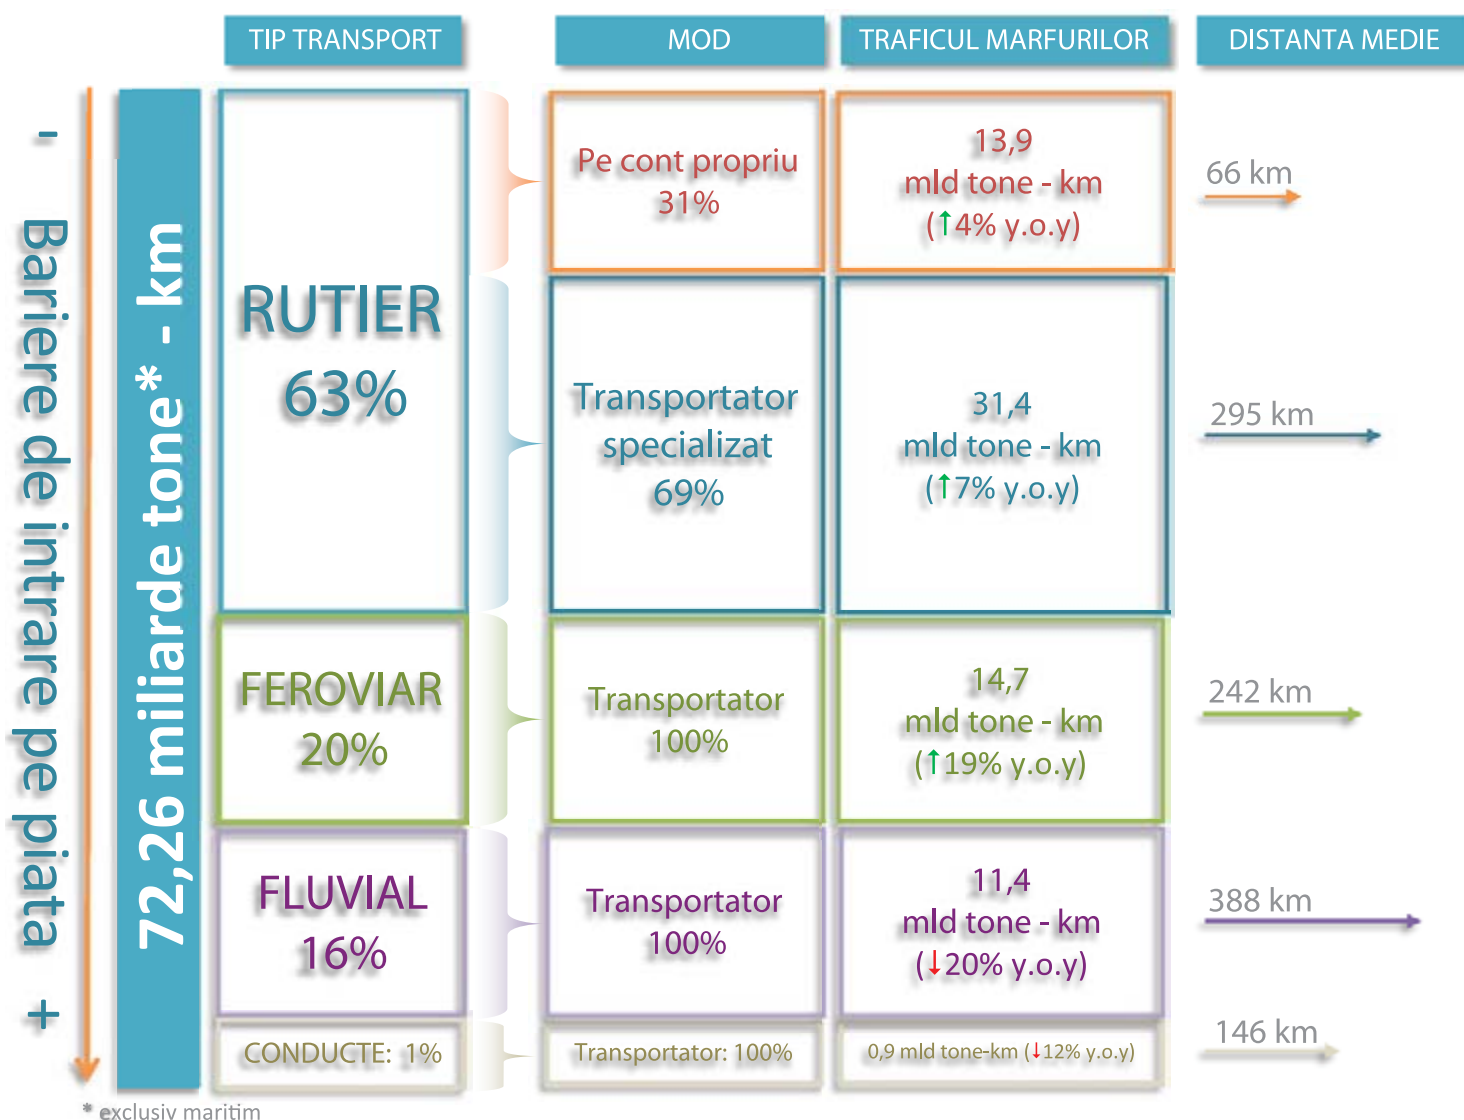 TIP TRANSPORT
MOD
TRAFICUL MARFURILOR
DISTANTA MEDIE
- Bariere de intrare pe piata +
72,26 miliarde tone* - km
RUTIER
63%
Pe cont propriu
31%
13,9
mld tone - km
(↑4% y.o.y)
66 km
Transportator
specializat
69%
31,4
mld tone - km
(↑7% y.o.y)
295 km
FEROVIAR
20%
Transportator
100%
14,7
mld tone - km
(↑19% y.o.y)
242 km
FLUVIAL
16%
Transportator
100%
11,4
mld tone - km
(↓20% y.o.y)
388 km
CONDUCTE: 1%
Transportator: 100%
0,9 mld tone-km (↓12% y.o.y)
146 km
* exclusiv maritim